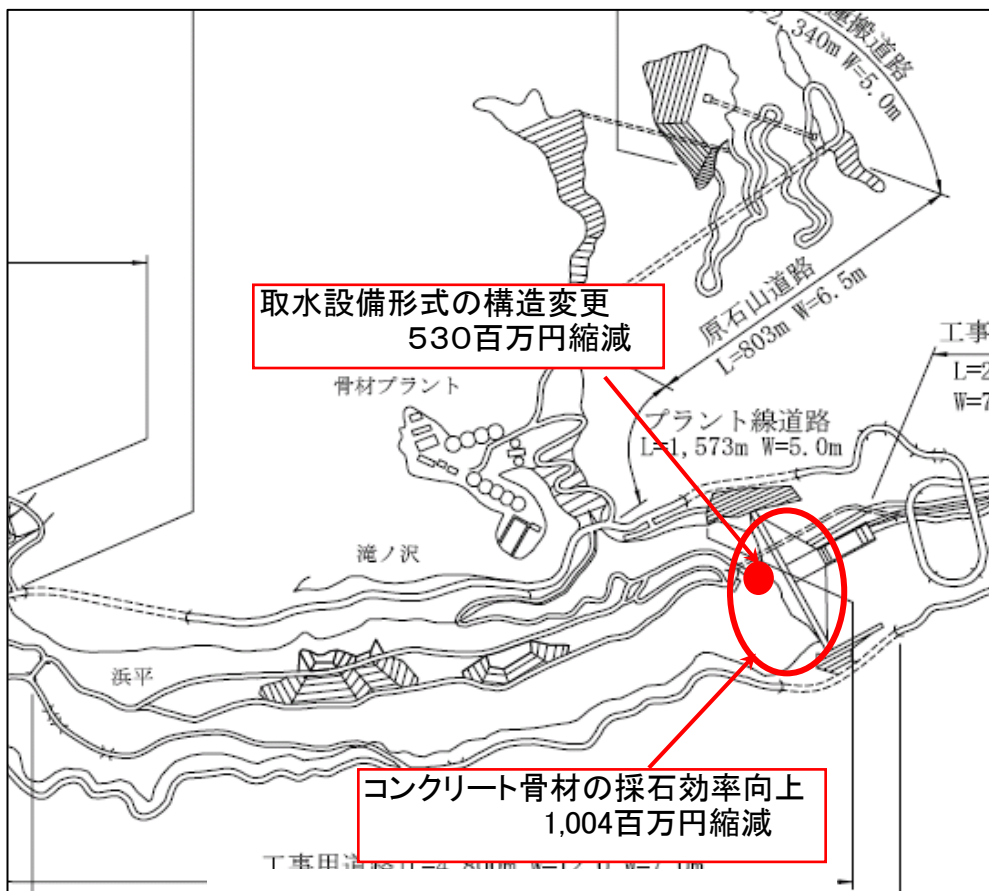 運搬道路
2,340m W=5.0m
取水設備形式の構造変更
530百万円縮減
原石山道路
L=803m W=6.5m
工事
L=2
W=7
骨材プラント
プラント線道路
L=1,573m W=5.0m
滝ノ沢
浜平
コンクリート骨材の採石効率向上
1,004百万円縮減